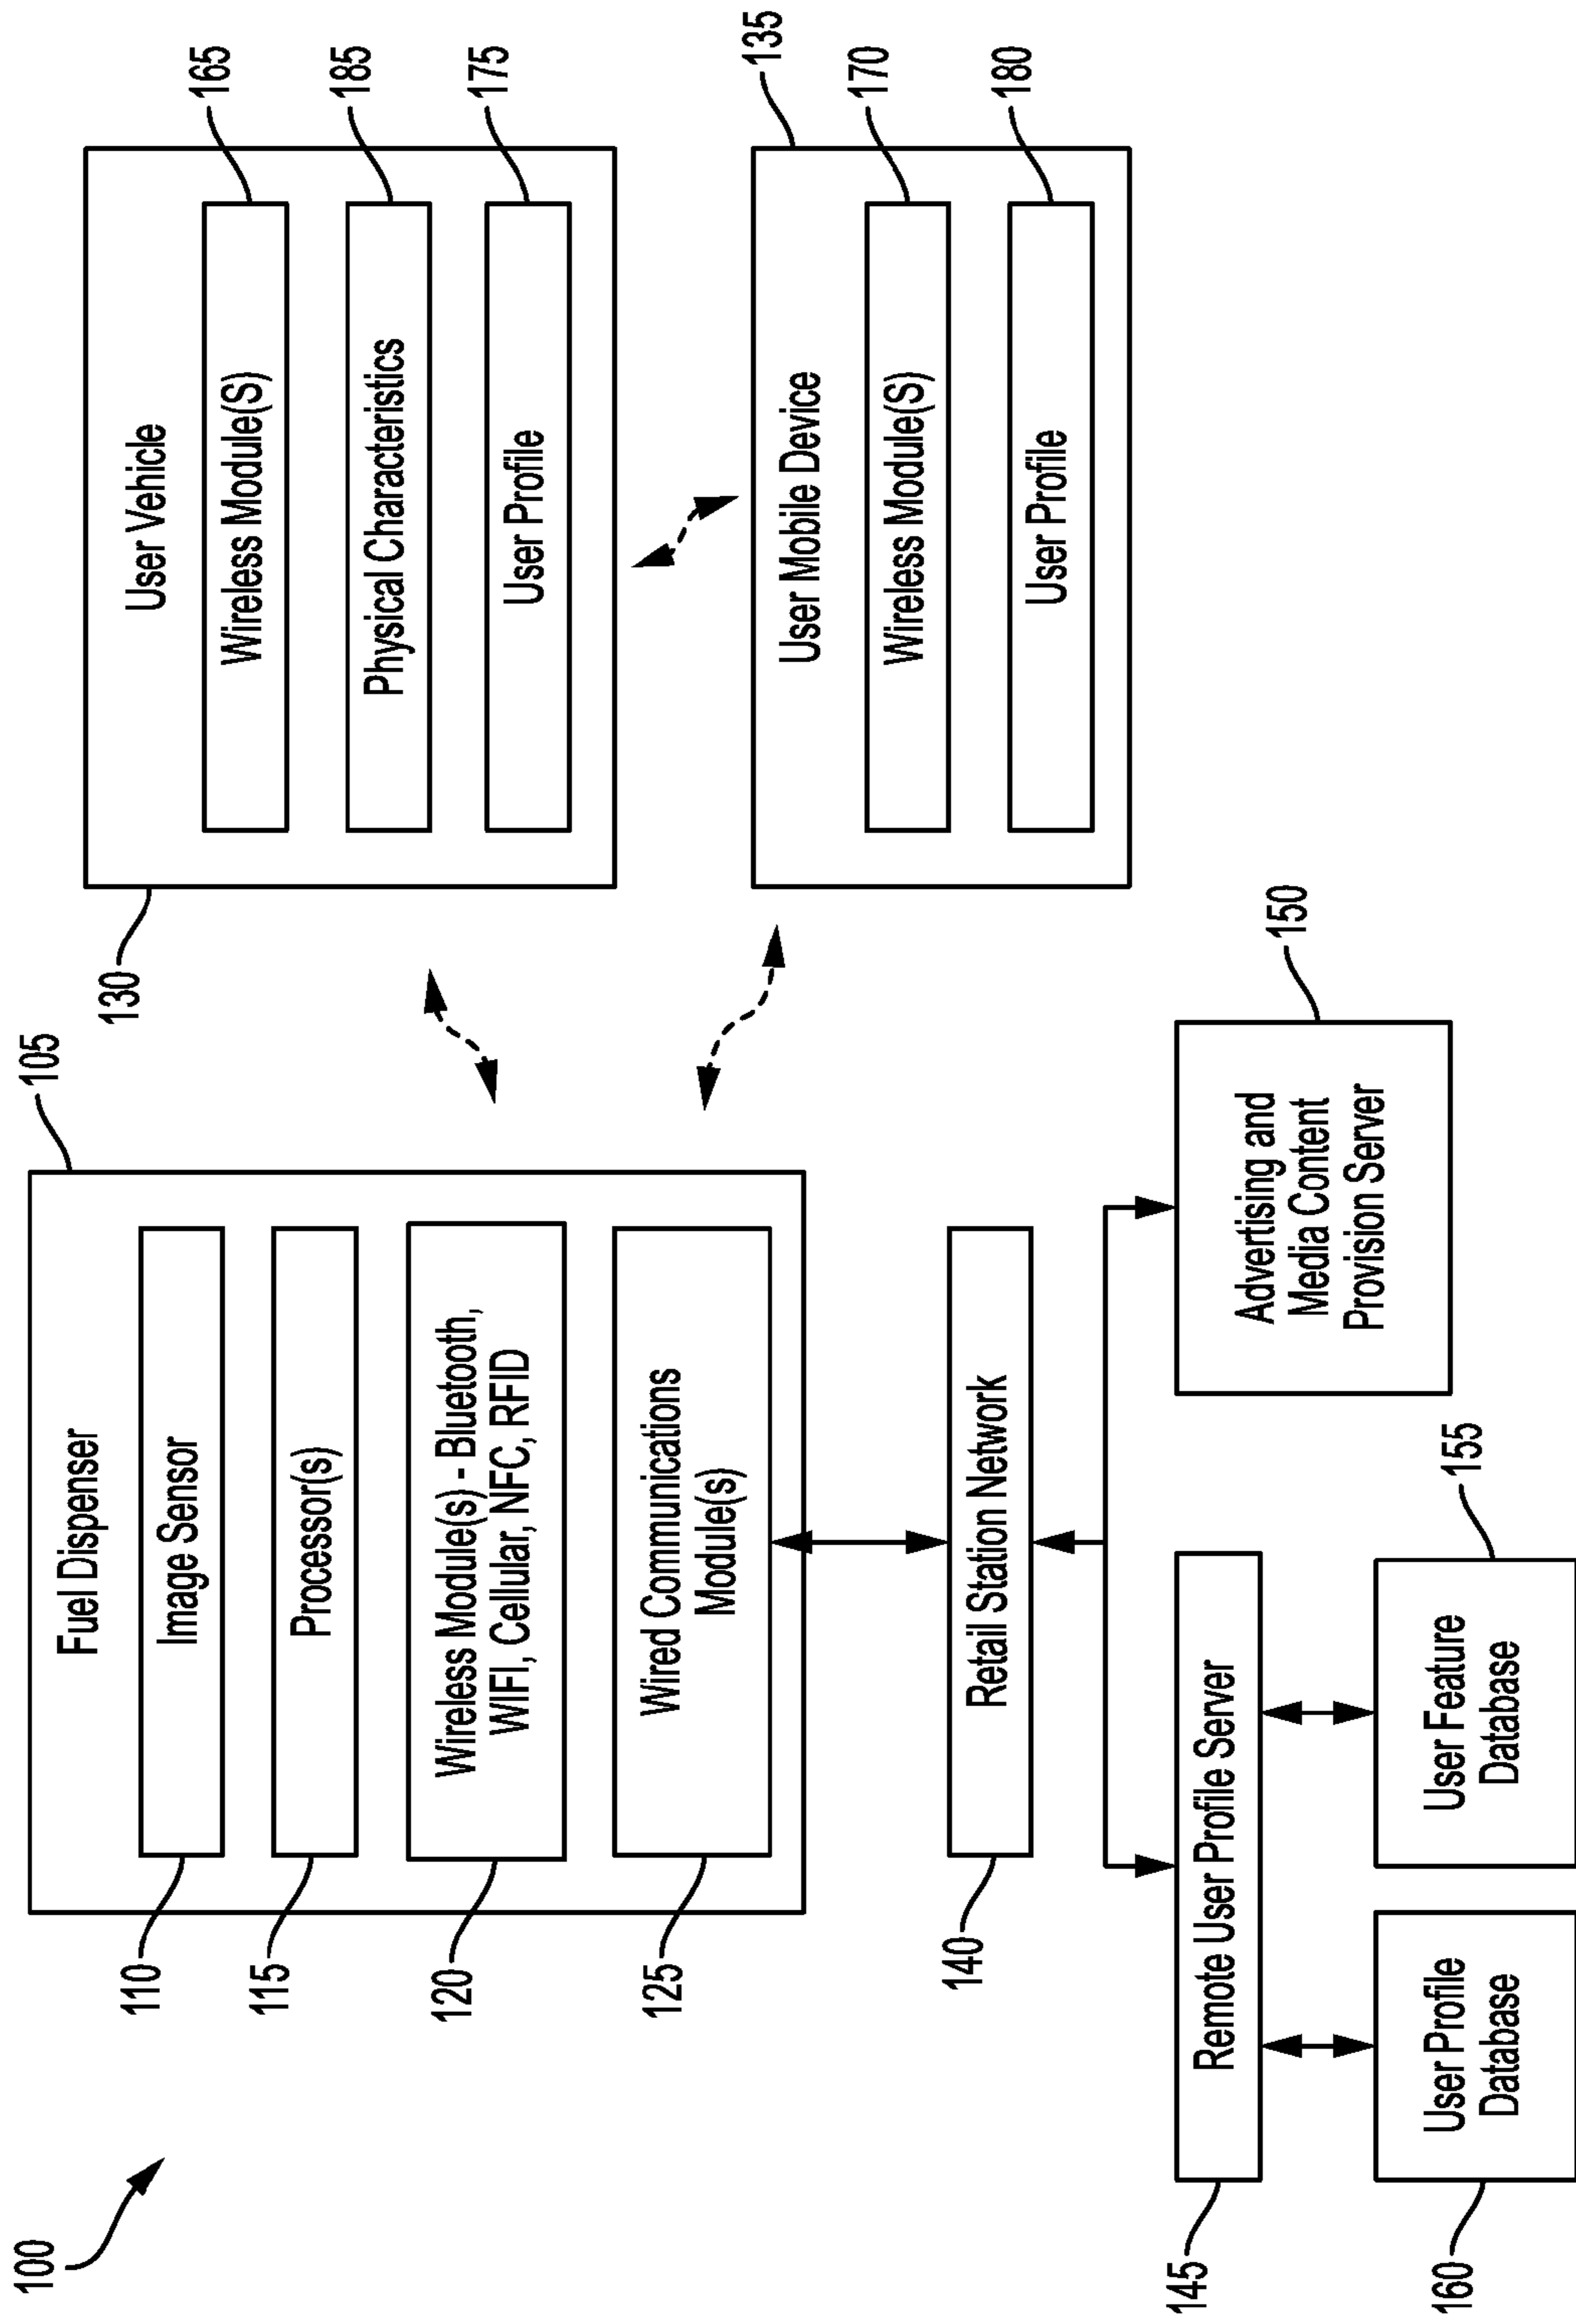 100
105
Fuel Dispenser
110
Image Sensor
115
Processor(s)
120
Wireless Module(s) - Bluetooth,
WIFI, Cellular, NFC, RFID
125
Wired Communications
Module(s)
130
User Vehicle
Wireless Module(S)
165
Physical Characteristics
185
User Profile
175
135
User Mobile Device
Wireless Module(S)
170
User Profile
180
140
Retail Station Network
145
Remote User Profile Server
150
Advertising and
Media Content
Provision Server
160
User Profile
Database
155
User Feature
Database